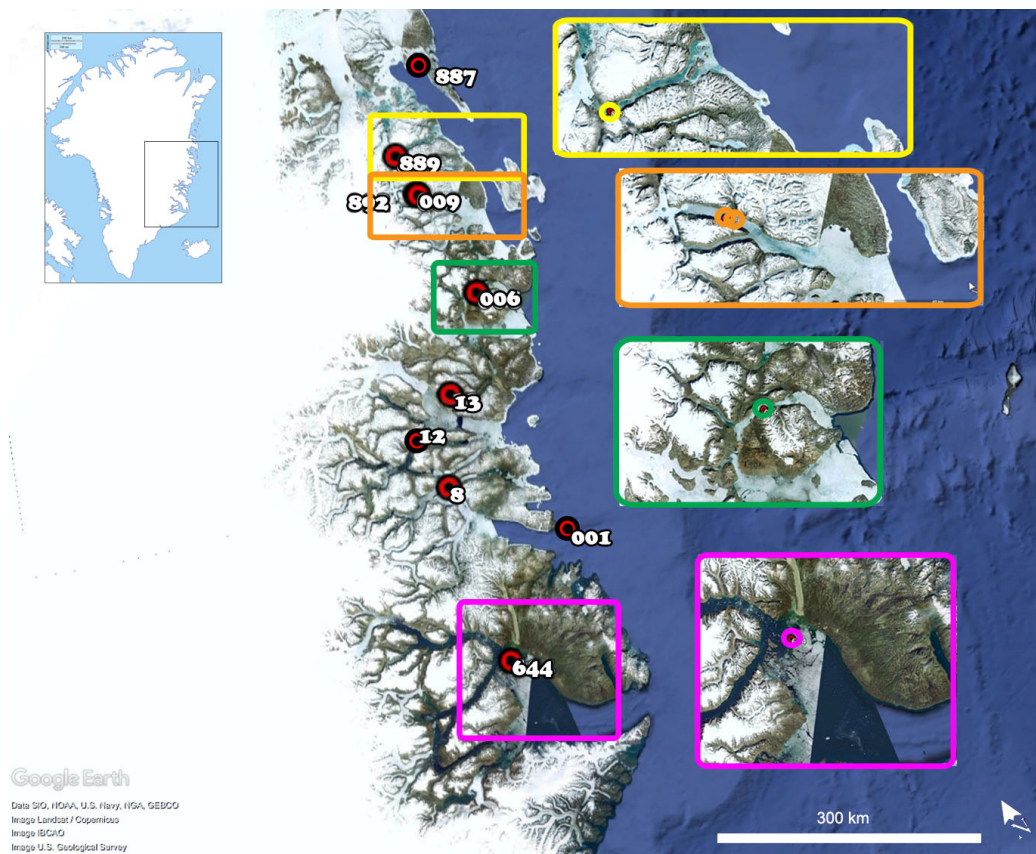 887
889
892
009
006
13
12
8
001
644
Google Earth
Data SIO, NOAA, U.S. Navy, NGA, GEBCO
Image Landsat / Copernicus
Image IBCAO
Image U.S. Geological Survey
300 km